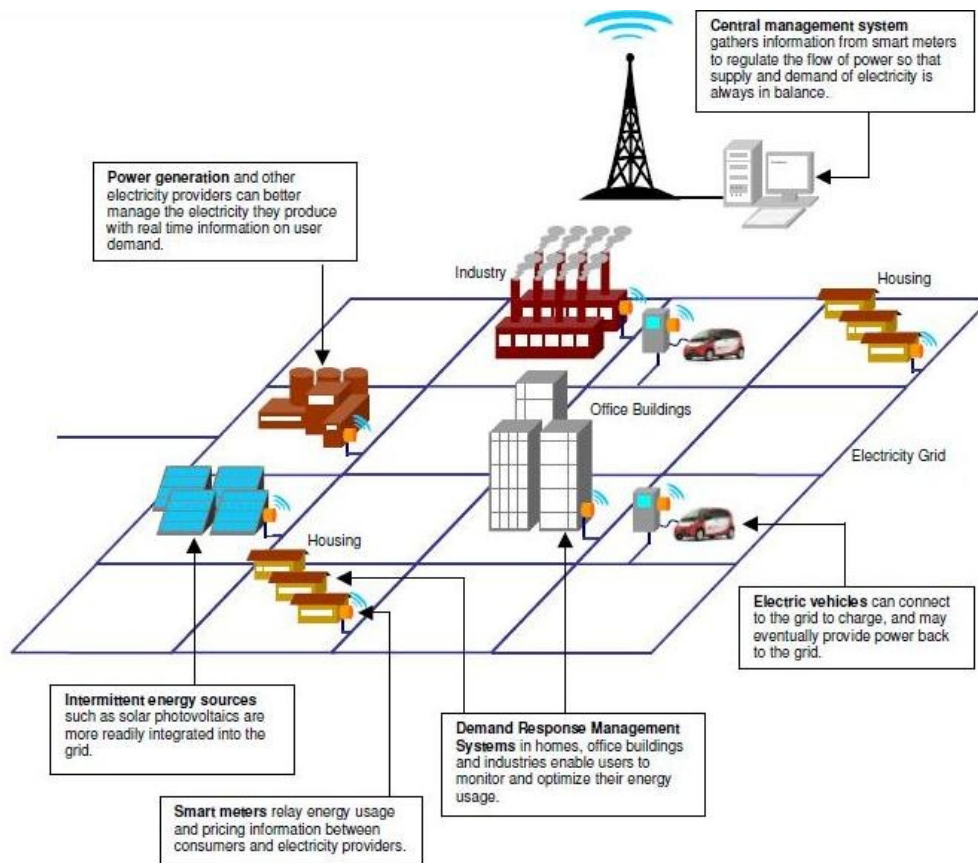 Central management system
gathers information from smart meters
to regulate the flow of power so that
supply and demand of electricity is
always in balance.
Power generation and other
electricity providers can better
manage the electricity they produce
with real time information on user
demand.
Industry
Housing
Office Buildings
Electricity Grid
Housing
Electric vehicles can connect
to the grid to charge, and may
eventually provide power back
to the grid.
Intermittent energy sources
such as solar photovoltaics are
more readily integrated into the
grid.
Demand Response Management
Systems in homes, office buildings
and industries enable users to
monitor and optimize their energy
usage.
Smart meters relay energy usage
and pricing information between
consumers and electricity providers.